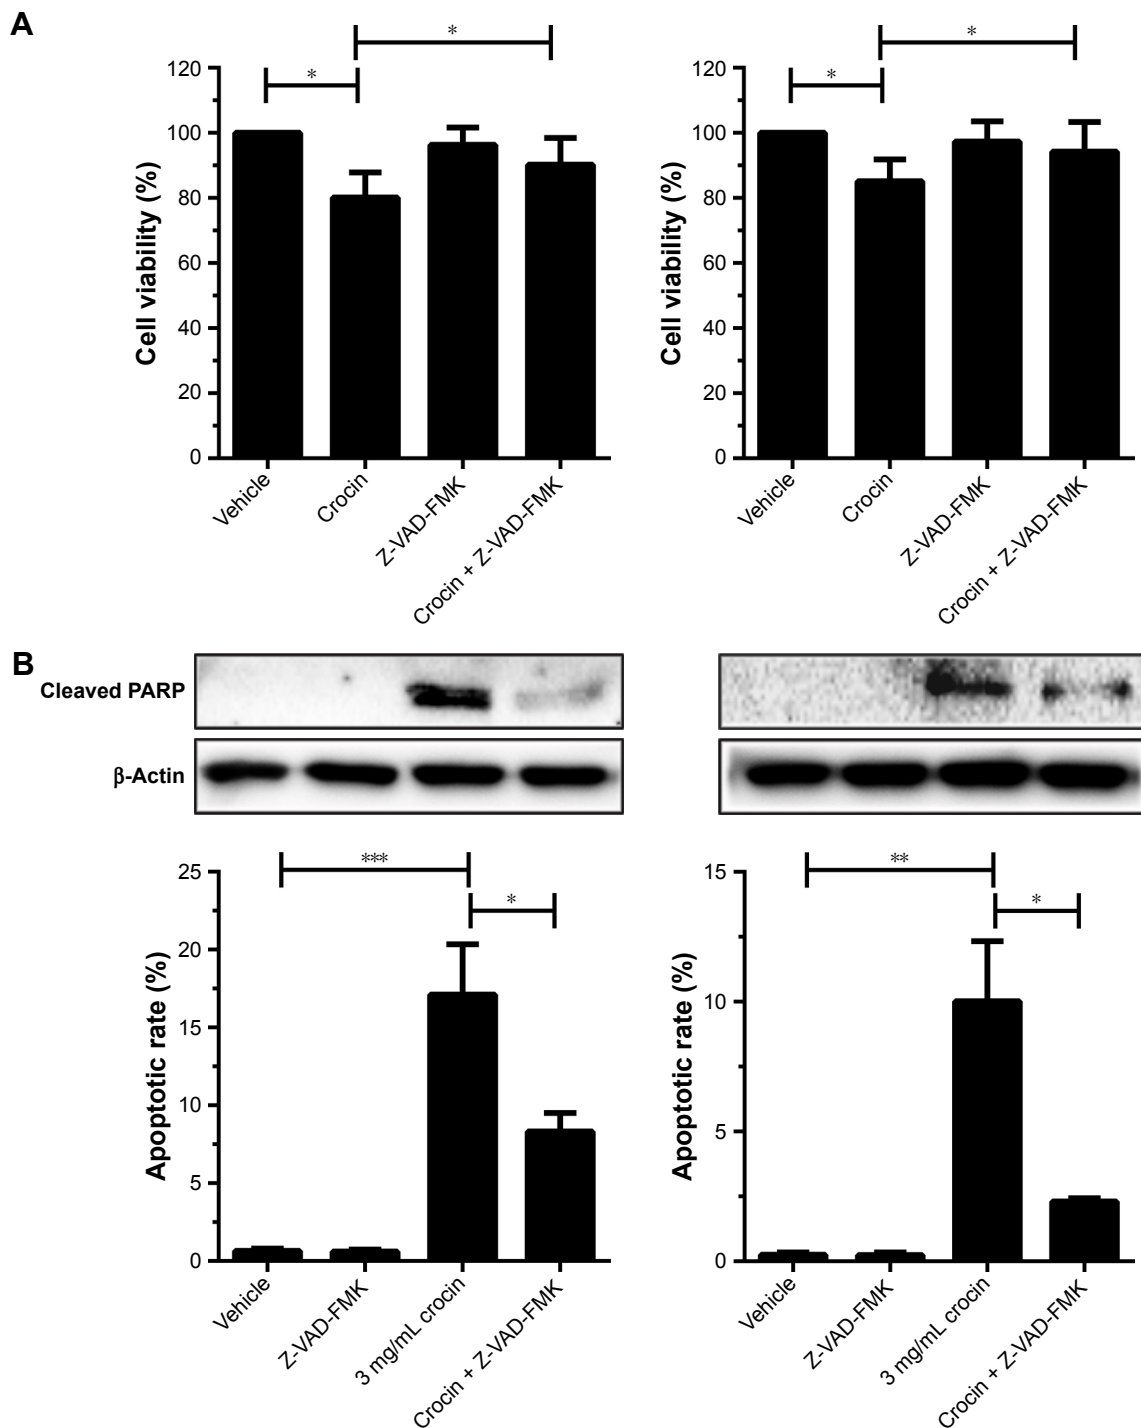 A
*
*
120
100
80
60
40
20
0
Cell viability (%)
Vehicle
Crocin
Z-VAD-FMK
Crocin + Z-VAD-FMK
*
*
120
100
80
60
40
20
0
Cell viability (%)
Vehicle
Crocin
Z-VAD-FMK
Crocin + Z-VAD-FMK
B
Cleaved PARP
β-Actin
***
*
25
20
15
10
5
0
Apoptotic rate (%)
Vehicle
Z-VAD-FMK
3 mg/mL crocin
Crocin + Z-VAD-FMK
**
*
15
10
5
0
Apoptotic rate (%)
Vehicle
Z-VAD-FMK
3 mg/mL crocin
Crocin + Z-VAD-FMK